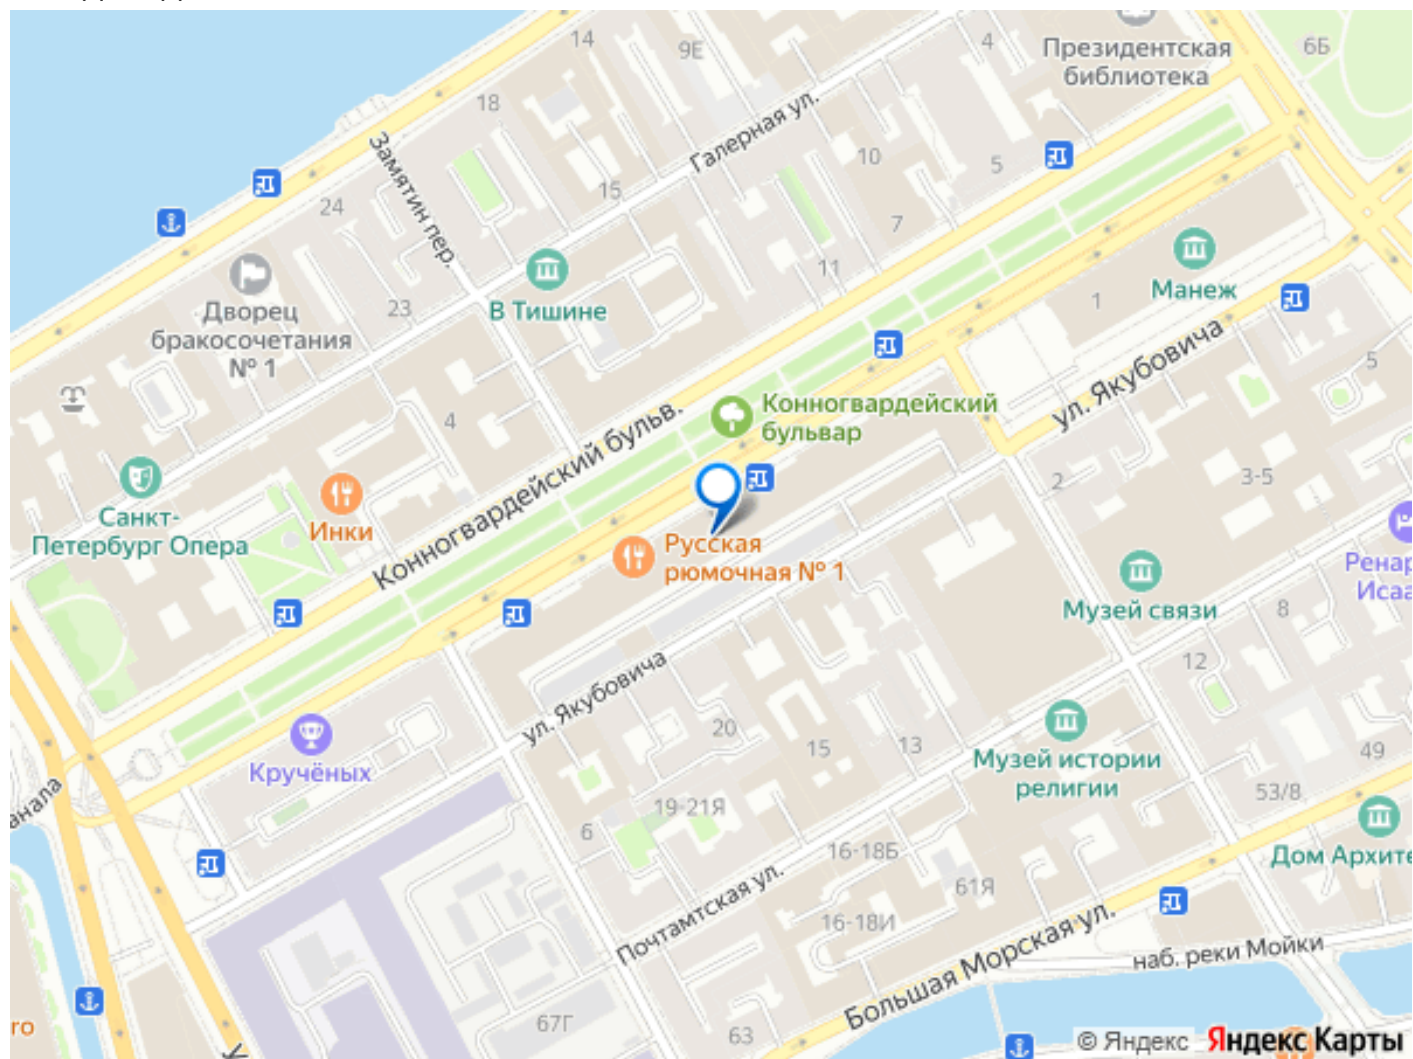 14
9Е
4
Президентская
библиотека
6Б
18
Замятин пер.
Галерная ул.
10
5
15
24
7
11
Манеж
1
Дворец
бракосочетания
№ 1
23
В Тишине
ул. Якубовича
5
4
Конногвардейский
бульвар
Конногвардейский бульв.
2
3-5
Санкт-
Петербург Опера
Инки
Русская
рюмочная № 1
Музей связи
8
12
ул. Якубовича
20
15
13
Музей истории
религии
49
53/8
Кручёных
19-21Я
6
16-18Б
61Я
Почтамтская ул.
16-18И
Большая Морская ул.
наб. реки Мойки
67Г
63
© Яндекс Яндекс Карты